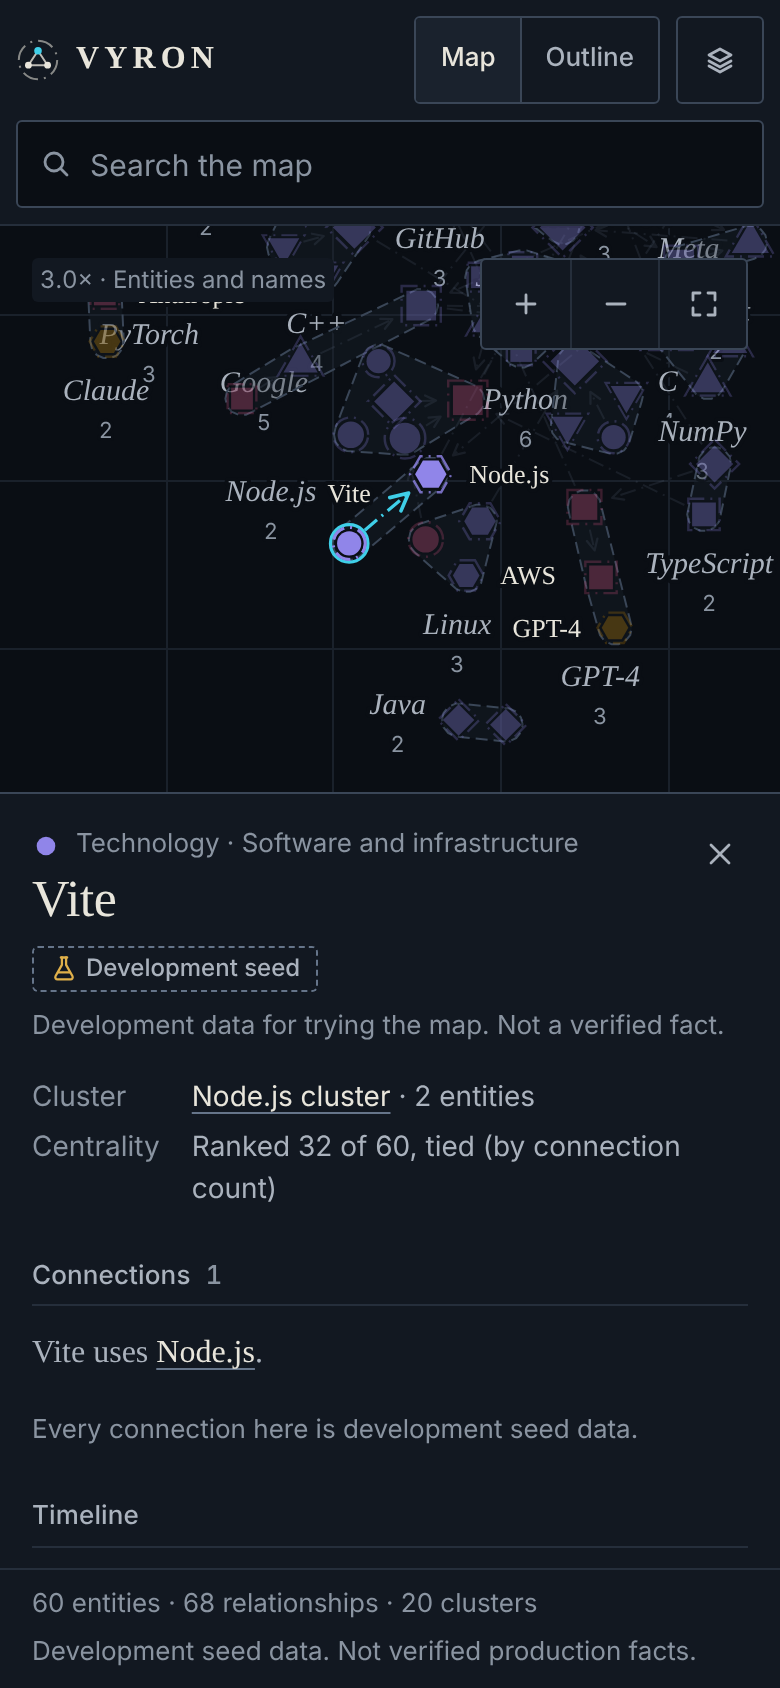 VYRON
Map
Outline
Search the map
2
GitHub
3
3
Meta
3.0× · Entities and names
PyTorch
3
C++
4
2
Claude
2
Google
5
Python
6
C
NumPy
3
Node.js
2
Vite
Node.js
TypeScript
2
AWS
Linux
3
GPT-4
GPT-4
3
Java
2
Technology · Software and infrastructure
Vite
Development seed
Development data for trying the map. Not a verified fact.
Cluster Node.js cluster · 2 entities
Centrality Ranked 32 of 60, tied (by connection
count)
Connections 1
Vite uses Node.js.
Every connection here is development seed data.
Timeline
60 entities · 68 relationships · 20 clusters
Development seed data. Not verified production facts.